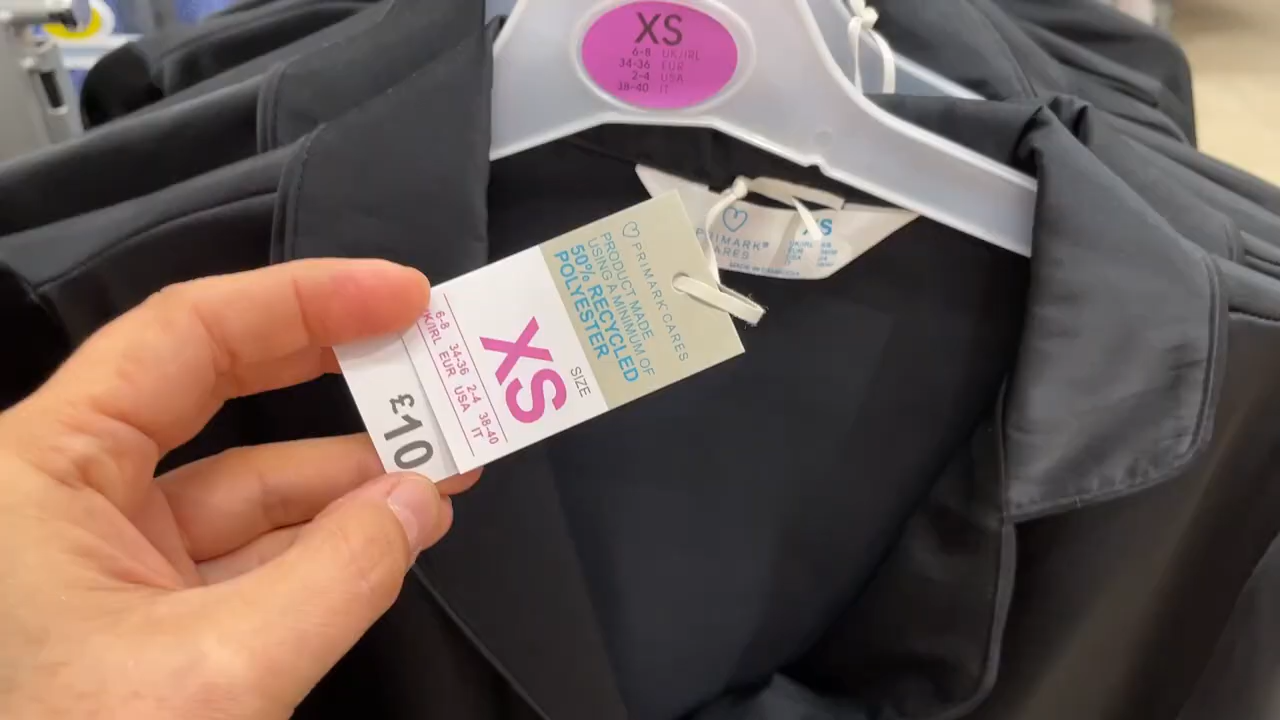 XS
6-8 UK/IRL
34-36 EUR
2-4 USA
38-40 IT
PRIMARK CARES
PRODUCT MADE
USING A MINIMUM OF
50% RECYCLED
POLYESTER
SIZE
XS
6-8 34-36 2-4 38-40
UK/IRL EUR USA IT
£10
PRIMARK®
CARES
XS